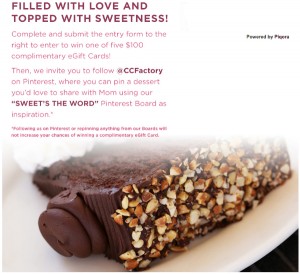 FILLED WITH LOVE AND
TOPPED WITH SWEETNESS!
Complete and submit the entry form to the
right to enter to win one of five $100
complimentary eGift Cards!
Powered by Piqora
Then, we invite you to follow @CCFactory
on Pinterest, where you can pin a dessert
you'd love to share with Mom using our
"SWEET'S THE WORD" Pinterest Board as
inspiration.*
*Following us on Pinterest or repinning anything from our Boards will
not increase your chances of winning a complimentary eGift Card.